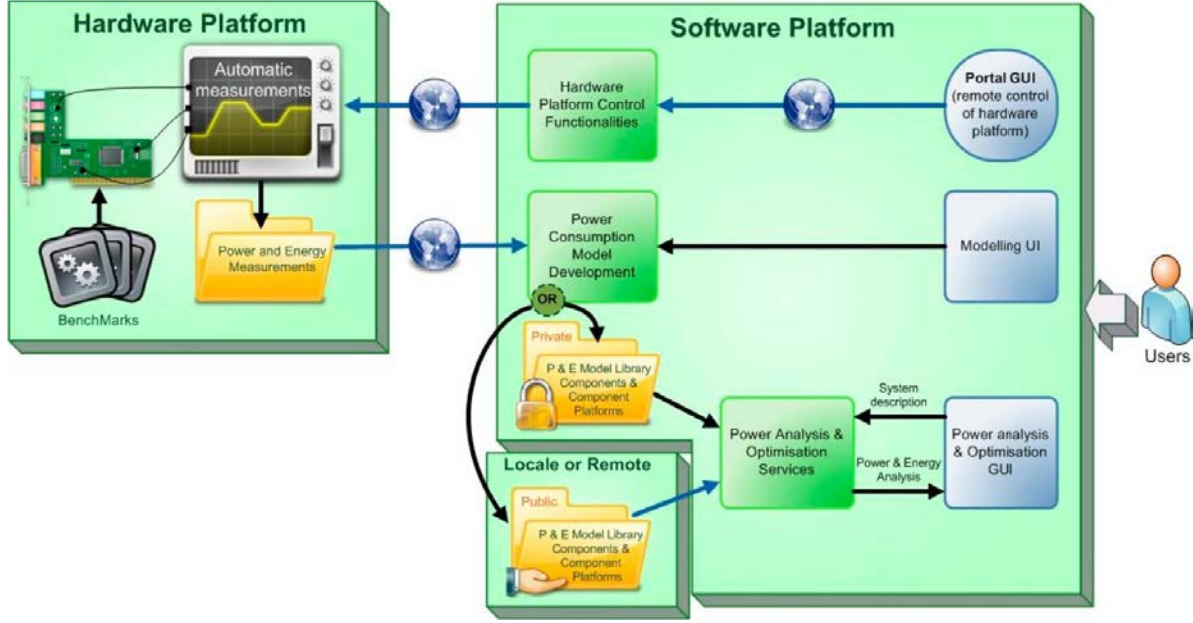 Hardware Platform
Automatic
measurements
Power and Energy
Measurements
BenchMarks
Software Platform
Hardware
Platform Control
Functionalities
Portal GUI
(remote control
of hardware
platform)
Power
Consumption
Model
Development
Modelling UI
OR
Private
P & E Model Library
Components &
Component
Platforms
Users
System
description
Power Analysis &
Optimisation
Services
Power analysis
& Optimisation
GUI
Power & Energy
Analysis
Locale or Remote
Public
P & E Model Library
Components &
Component
Platforms